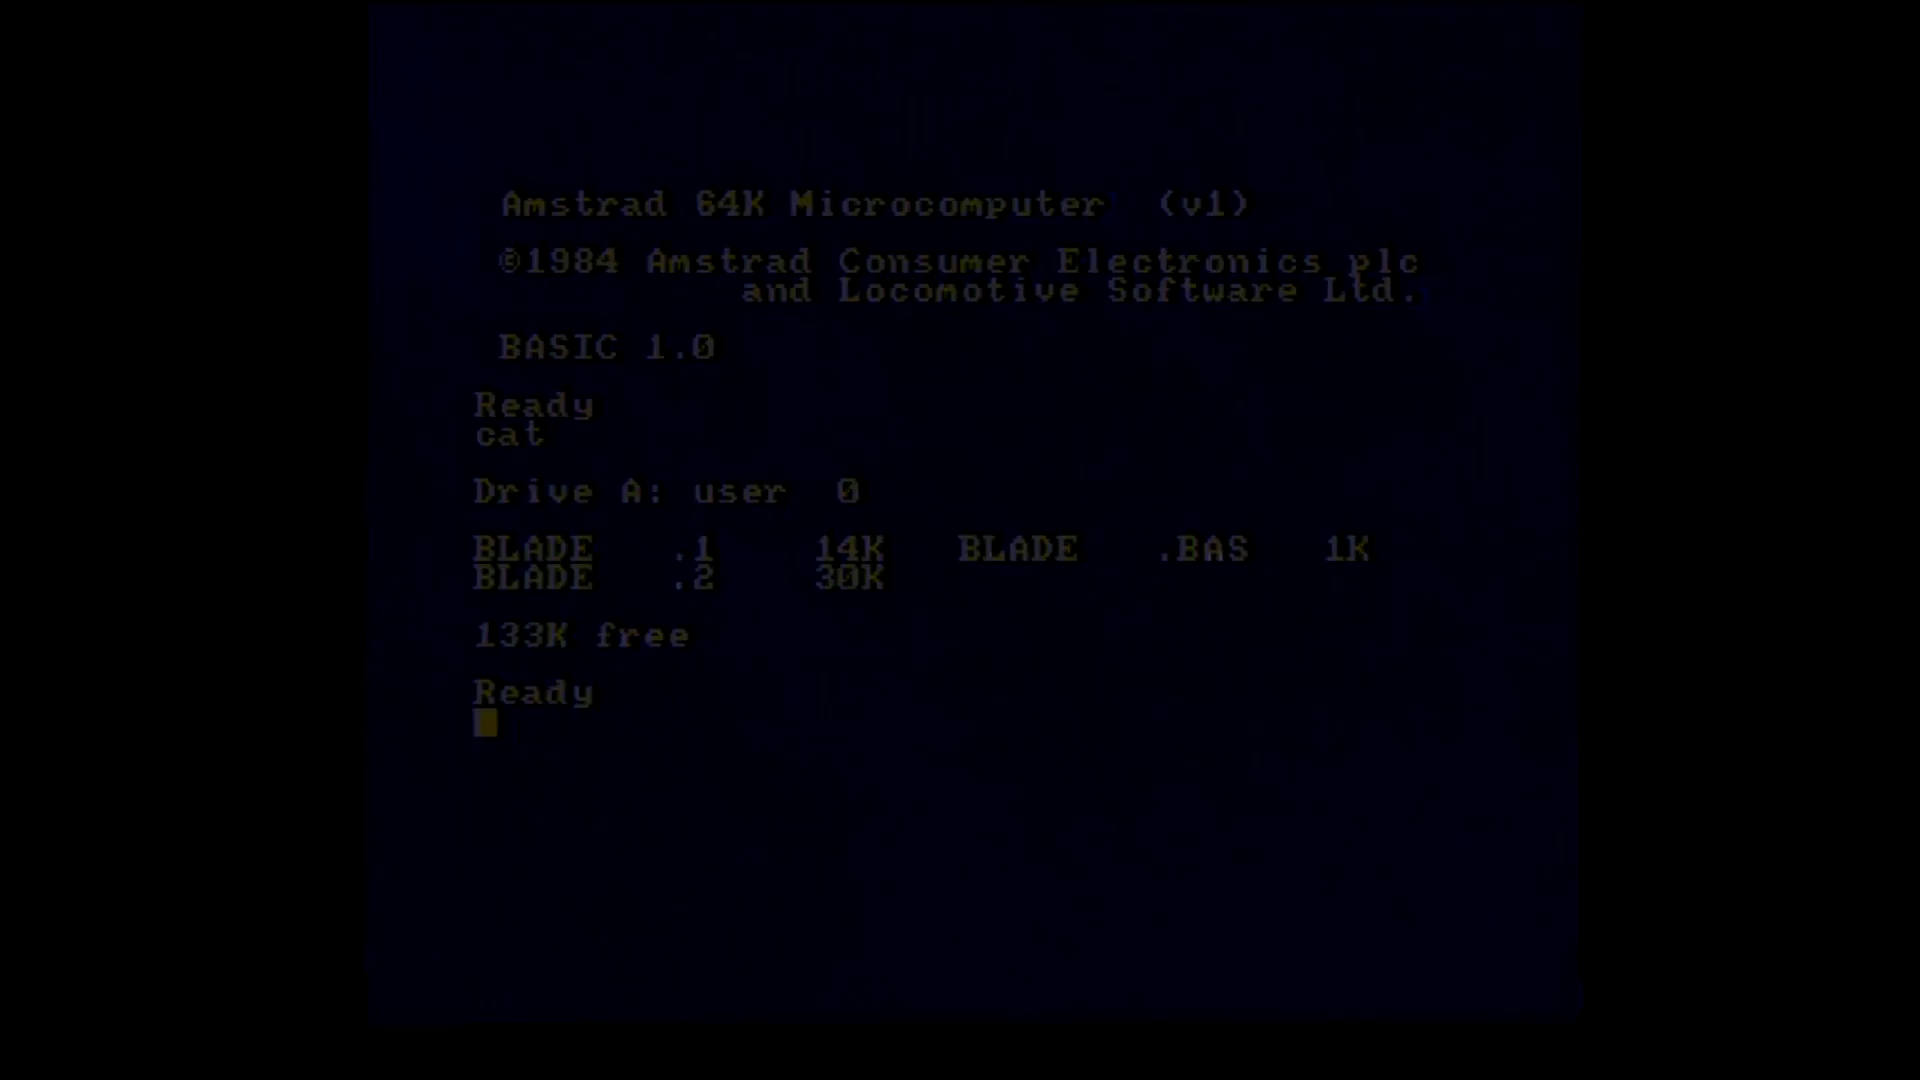 Amstrad 64K Microcomputer (v1)
©1984 Amstrad Consumer Electronics plc
and Locomotive Software Ltd.
BASIC 1.0
Ready
cat
Drive A: user 0
BLADE .1 14K BLADE .BAS 1K
BLADE .2 30K
133K free
Ready